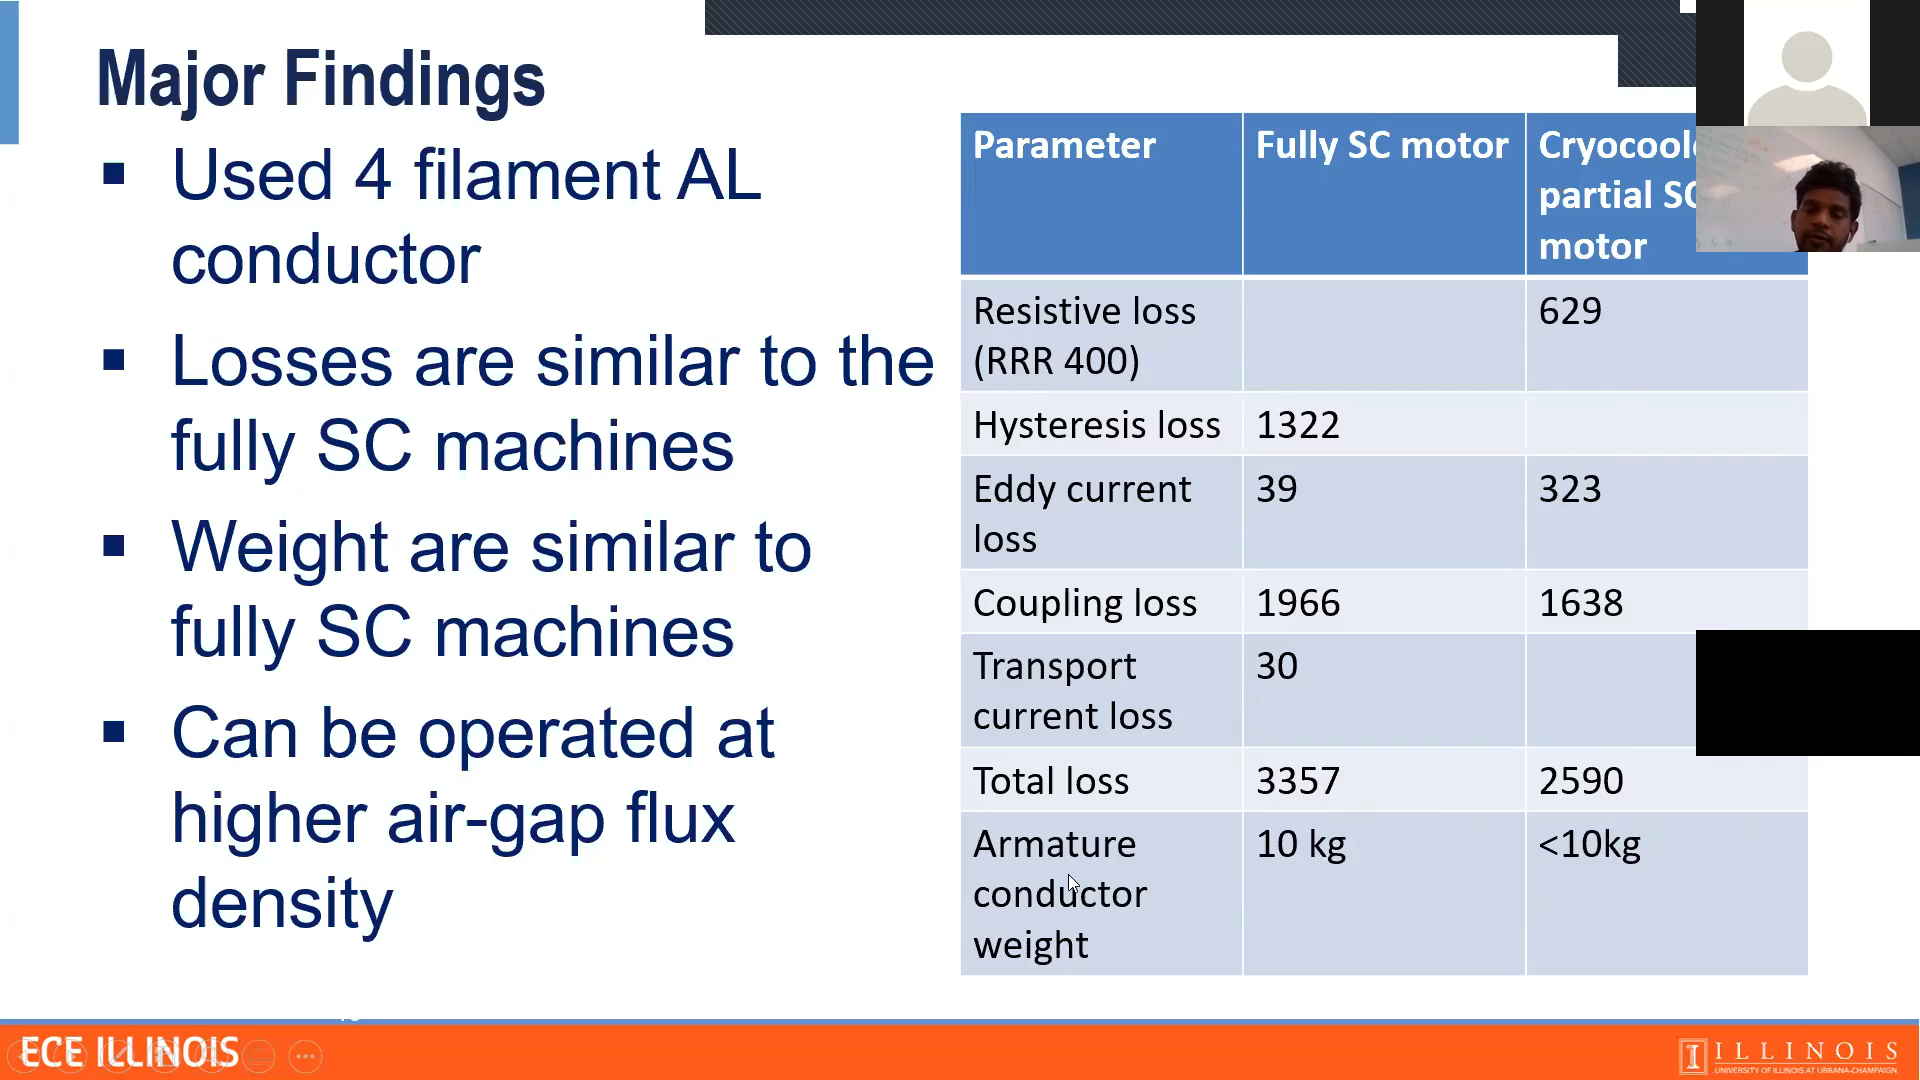 Major Findings
Used 4 filament AL
conductor
Losses are similar to the
fully SC machines
Weight are similar to
fully SC machines
Can be operated at
higher air-gap flux
density
Parameter Fully SC motor
partial
motor
Resistive loss 629
(RRR 400)
Hysteresis loss 1322
Eddy current 39 323
loss
Coupling loss 1966 1638
Transport 30
current loss
Total loss 3357 2590
Armature 10 kg <10kg
conductor
weight
ECE ILLINOIS
ILLINOIS
UNIVERSITY OF ILLINOIS AT URBANA-CHAMPAIGN